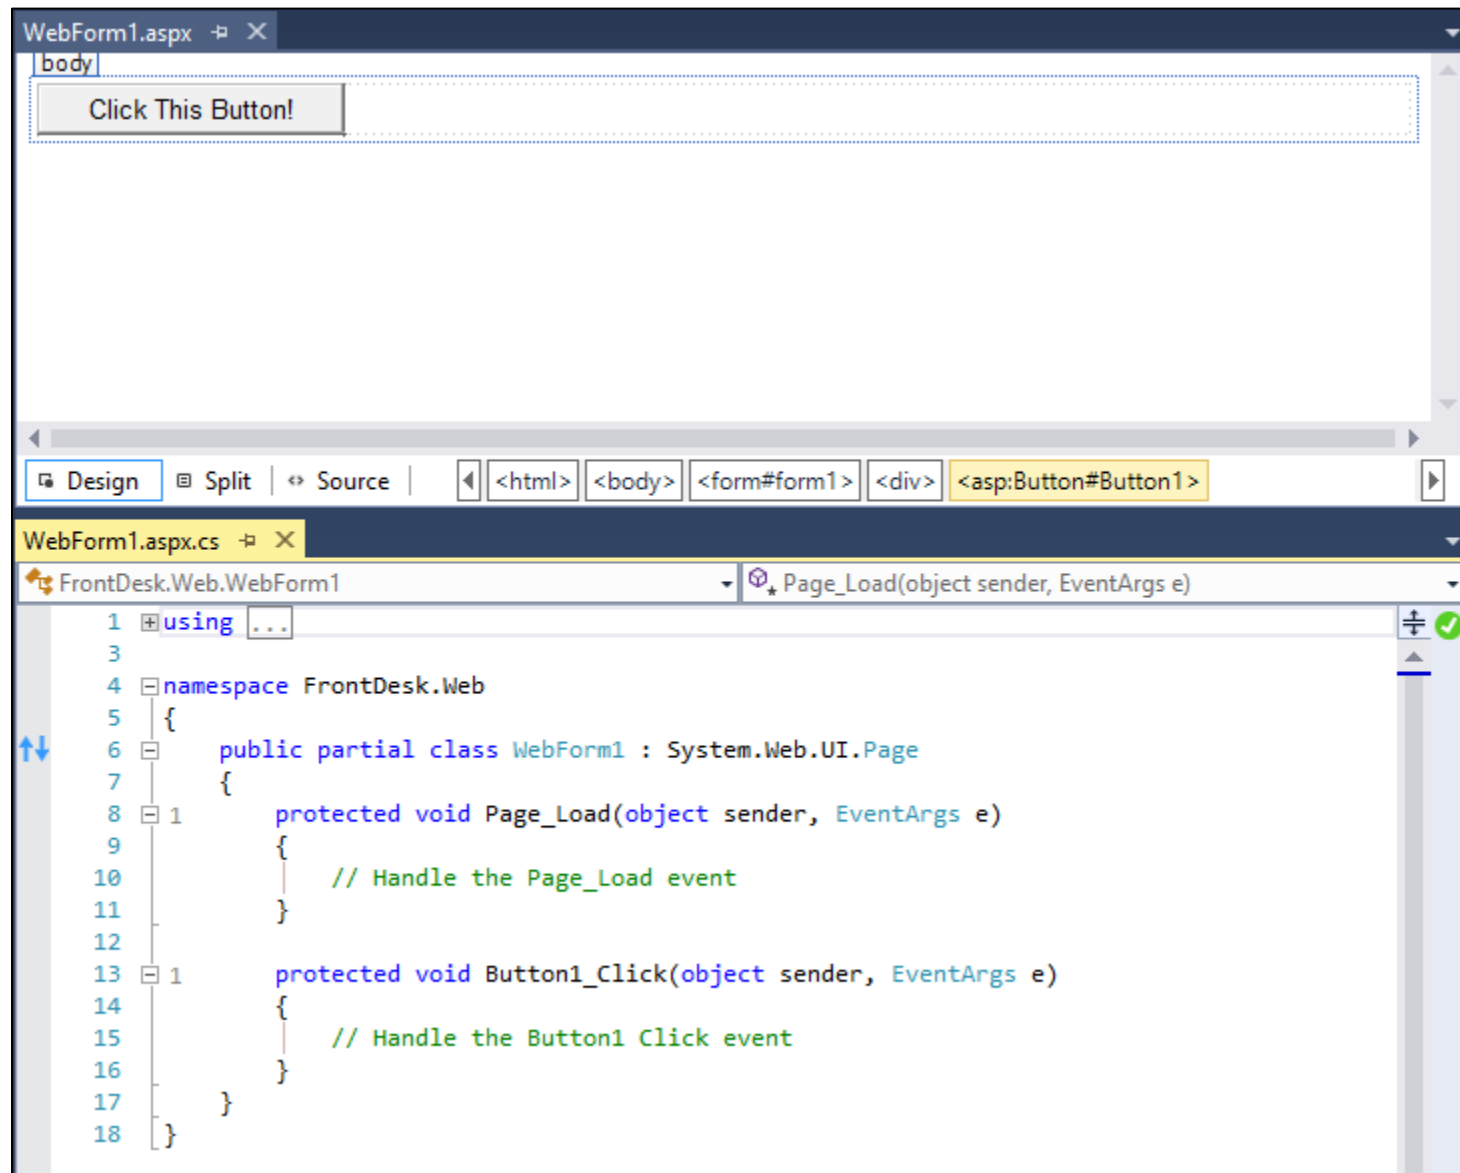 WebForm1.aspx
body
Click This Button!
Design Split Source <html> <body> <form#form1> <div> <asp:Button#Button1>
WebForm1.aspx.cs
FrontDesk.Web.WebForm1 Page_Load(object sender, EventArgs e)
1 using ...
3
4 namespace FrontDesk.Web
5 {
6 public partial class WebForm1 : System.Web.UI.Page
7 {
8 1 protected void Page_Load(object sender, EventArgs e)
9 {
10 // Handle the Page_Load event
11 }
12
13 1 protected void Button1_Click(object sender, EventArgs e)
14 {
15 // Handle the Button1 Click event
16 }
17 }
18 }